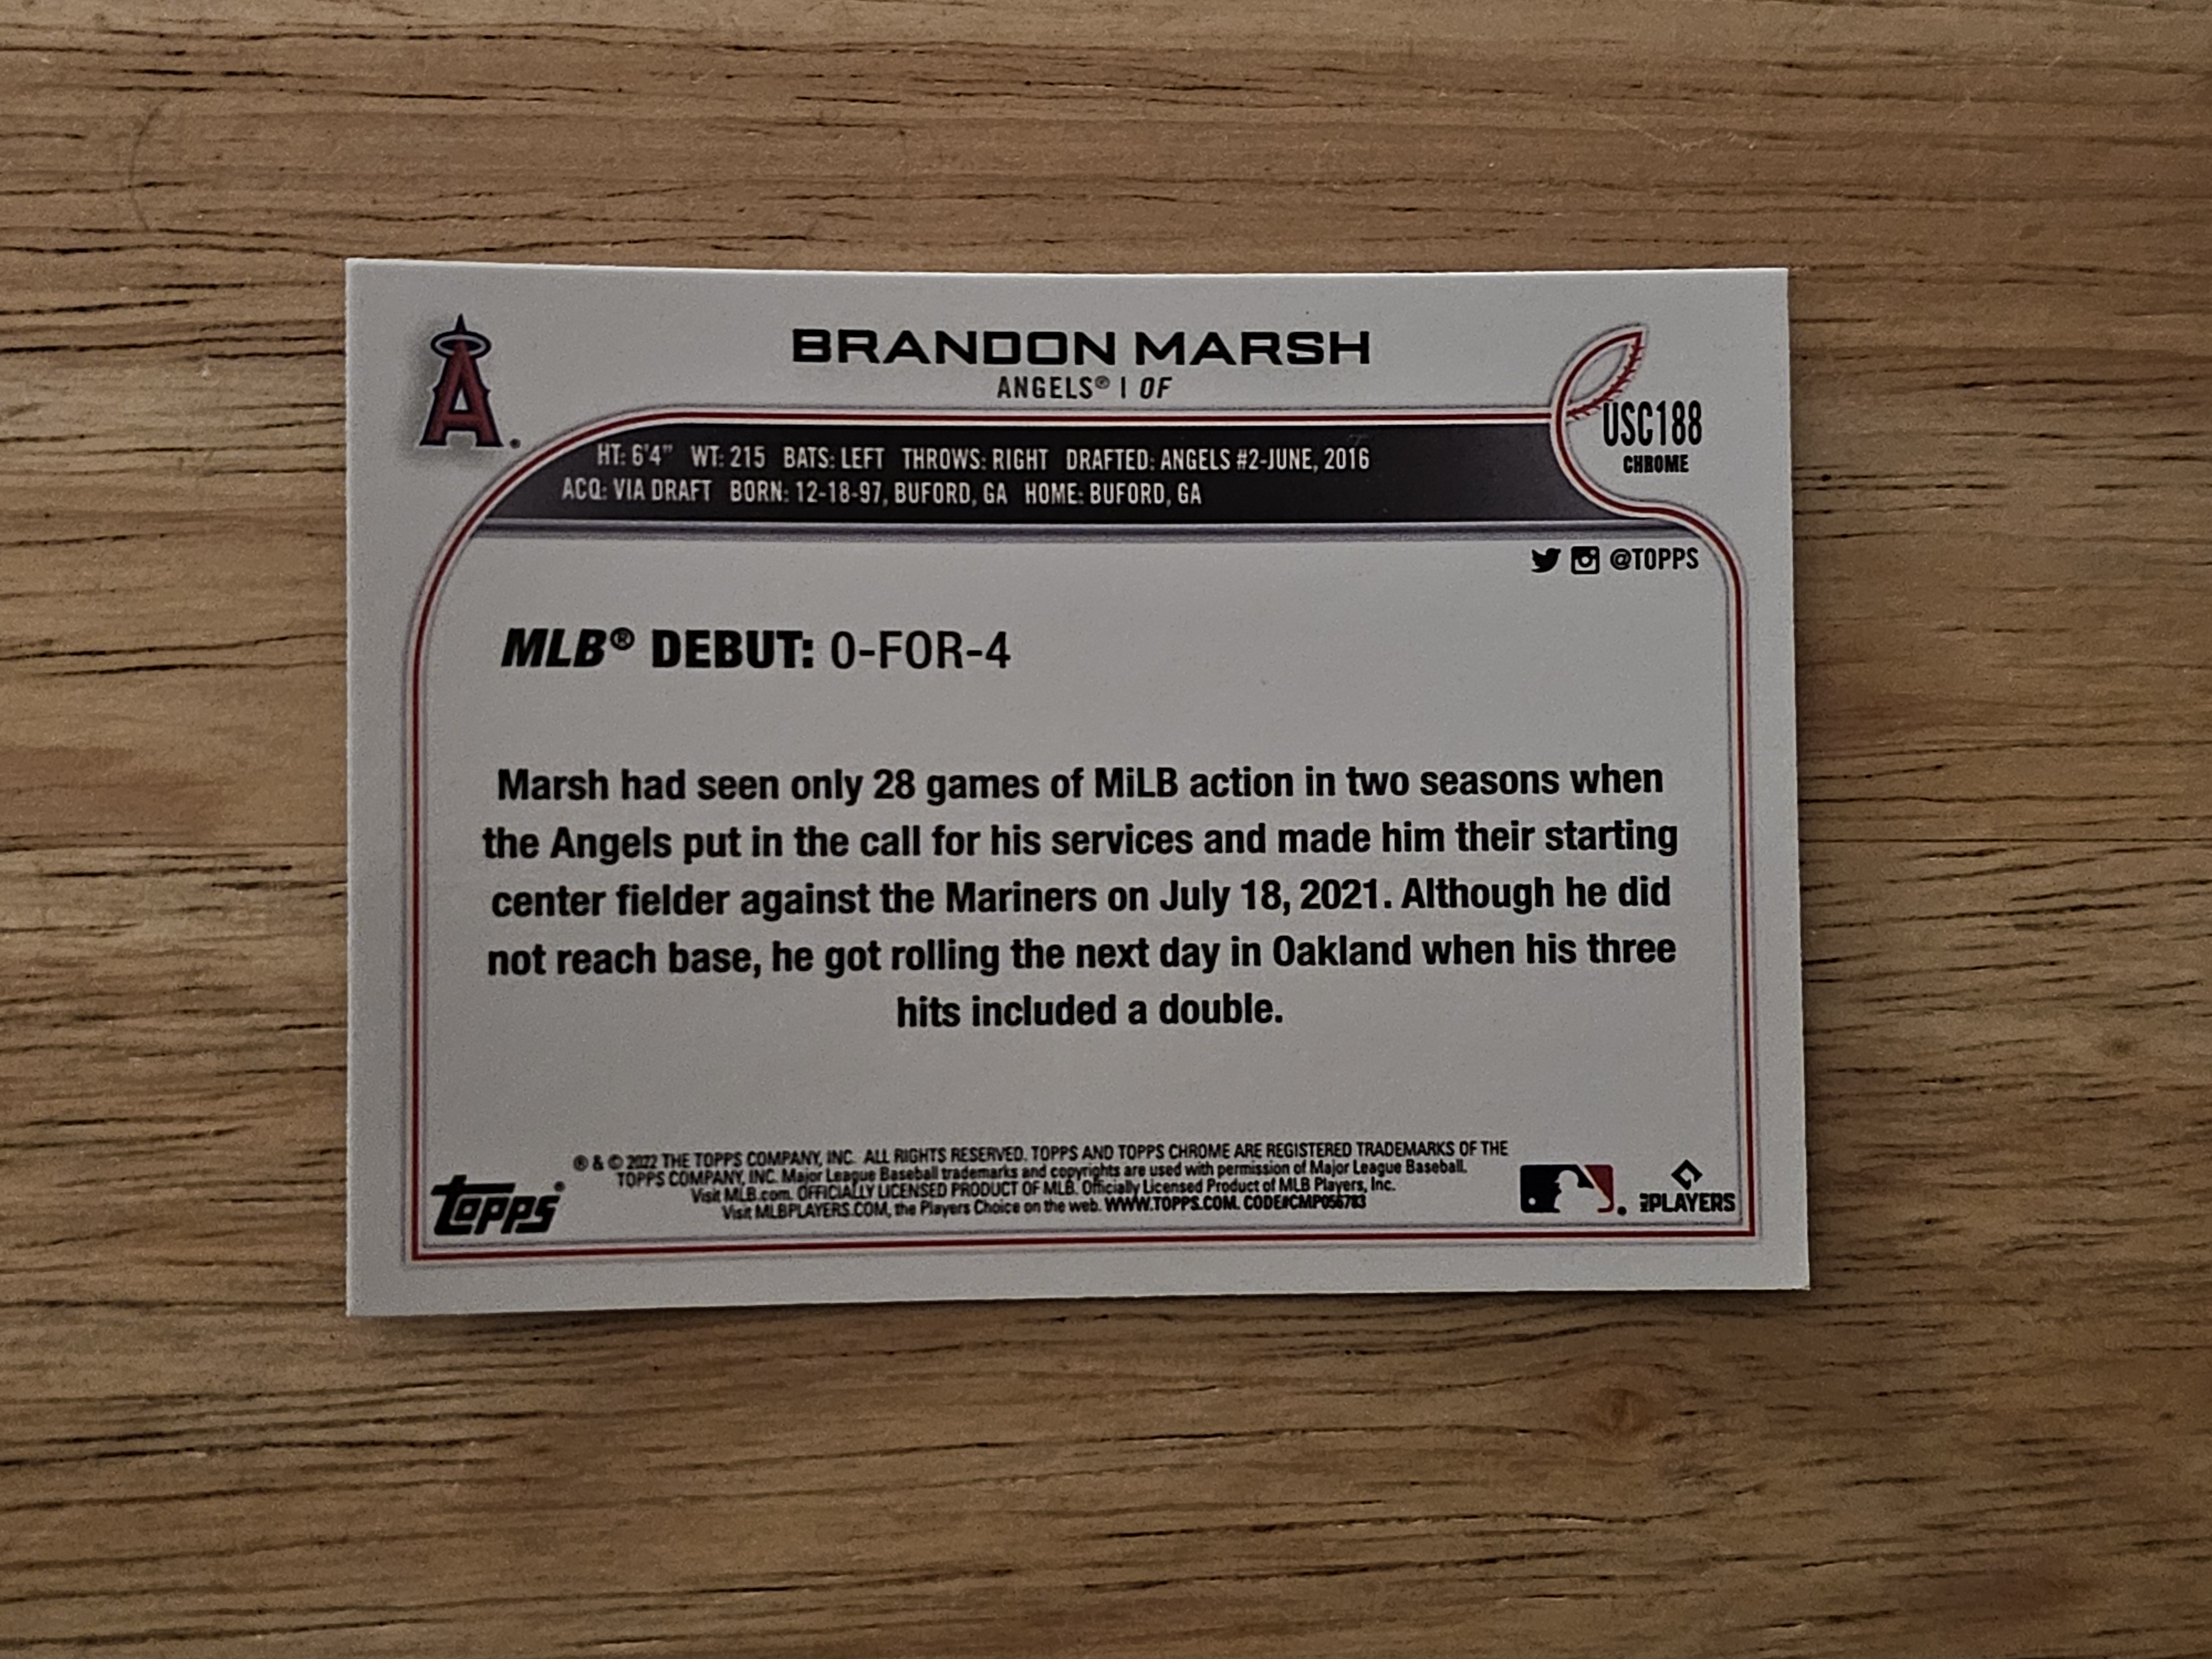 A
BRANDON MARSH
ANGELS® | OF
USC188
CHROME
HT: 6'4" WT: 215 BATS: LEFT THROWS: RIGHT DRAFTED: ANGELS #2-JUNE, 2016
ACQ: VIA DRAFT BORN: 12-18-97, BUFORD, GA HOME: BUFORD, GA
@TOPPS
MLB® DEBUT: 0-FOR-4
Marsh had seen only 28 games of MiLB action in two seasons when
the Angels put in the call for his services and made him their starting
center fielder against the Mariners on July 18, 2021. Although he did
not reach base, he got rolling the next day in Oakland when his three
hits included a double.
® & © 2022 THE TOPPS COMPANY, INC. ALL RIGHTS RESERVED. TOPPS AND TOPPS CHROME ARE REGISTERED TRADEMARKS OF THE
TOPPS COMPANY, INC. Major League Baseball trademarks and copyrights are used with permission of Major League Baseball.
Visit MLB.com. OFFICIALLY LICENSED PRODUCT OF MLB. Officially Licensed Product of MLB Players, Inc.
Visit MLBPLAYERS.COM, the Players Choice on the web. WWW.TOPPS.COM. CODE#CMP056783
TOPPS®
PLAYERS